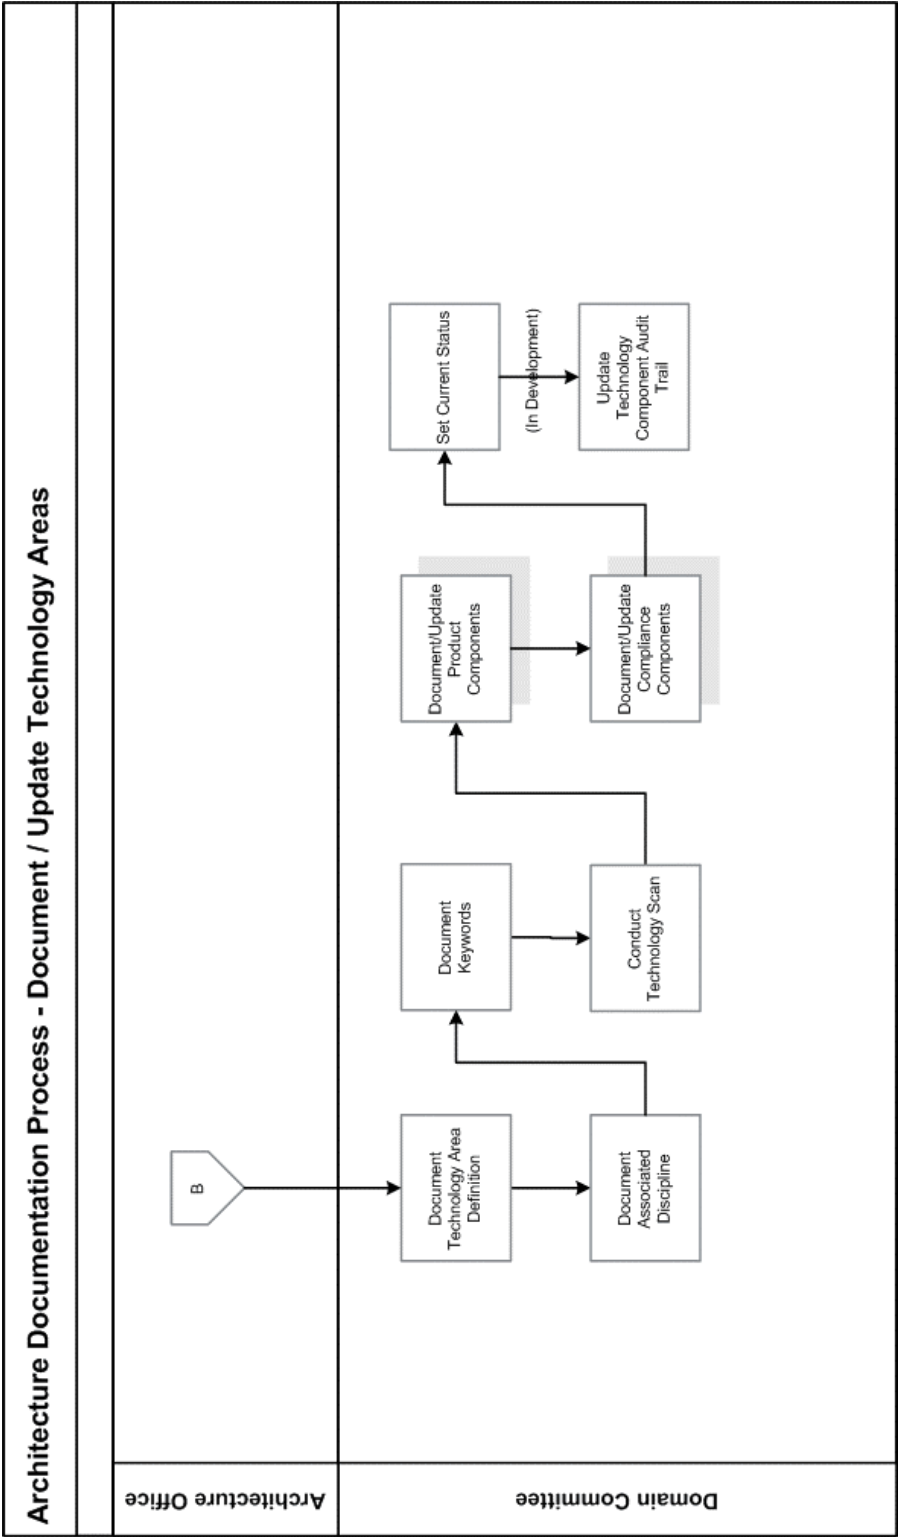 Architecture Documentation Process - Document / Update Technology Areas
Architecture Office
B
Domain Committee
Document
Technology Area
Definition
Document
Associated
Discipline
Document
Keywords
Conduct
Technology Scan
Document/Update
Product
Components
Document/Update
Compliance
Components
Set Current Status
(In Development)
Update
Technology
Component Audit
Trail